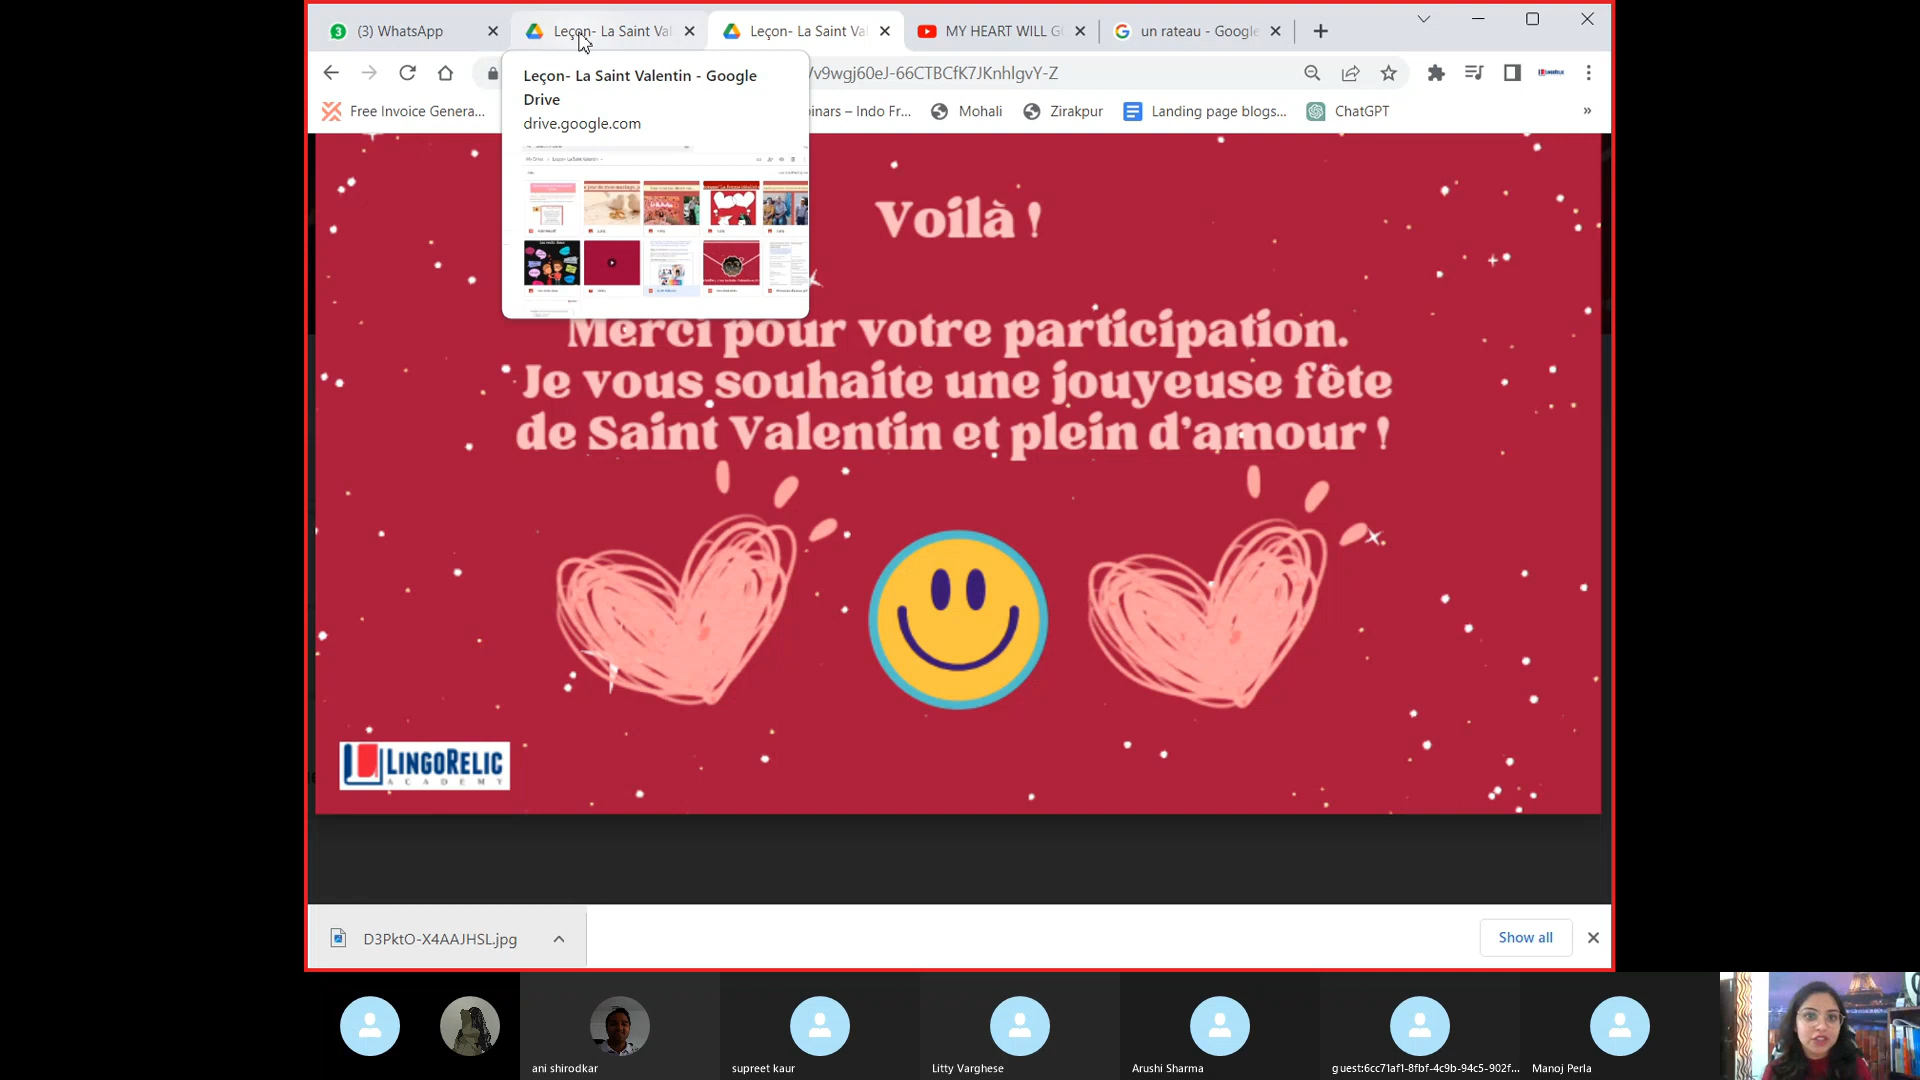 (3) WhatsApp
Leçon- La Saint Va
Leçon- La Saint Va
MY HEART WILL G
un rateau - Google
Leçon- La Saint Valentin - Google
Drive
drive.google.com
/v9wgj60eJ-66CTBCfK7JKnhlgvY-Z
Free Invoice Genera...
inars – Indo Fr...
Mohali
Zirakpur
Landing page blogs...
ChatGPT
»
Voilà !
Merci pour votre participation.
Je vous souhaite une jouyeuse fête
de Saint Valentin et plein d'amour !
LINGORELIC
ACADEMY
D3PktO-X4AAJHSL.jpg
Show all
ani shirodkar
supreet kaur
Litty Varghese
Arushi Sharma
guest:6cc71af1-8fbf-4c9b-94c5-902f...
Manoj Perla